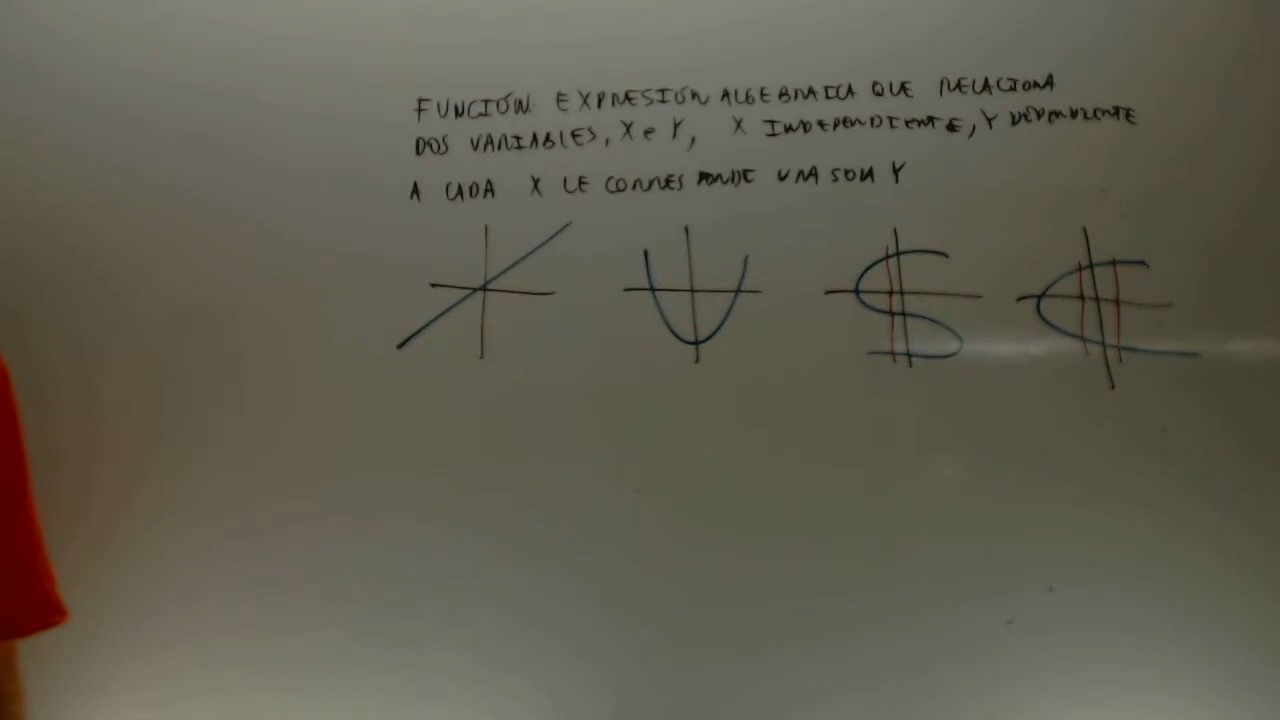 FUNCIÓN EXPRESIÓN ALGEBRAICA QUE RELACIONA
DOS VARIABLES, X e Y, X INDEPENDIENTE, Y DEPENDIENTE
A CADA X LE CORRESPONDE UNA SOLA Y